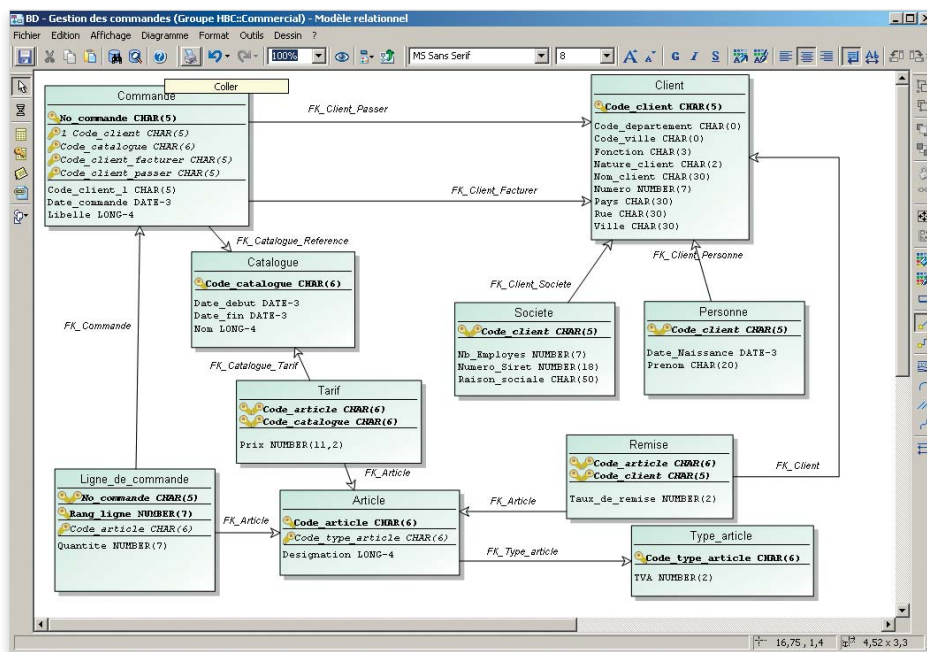 BD - Gestion des commandes (Groupe HBC::Commercial) - Modèle relationnel
Fichier Edition Affichage Diagramme Format Outils Dessin ?
100% MS Sans Serif 8 A A G I S
Coller
Commande
No_commande CHAR(5)
1 Code_client CHAR(5)
Code_catalogue CHAR(6)
Code_client_facturer CHAR(5)
Code_client_passer CHAR(5)
Code_client_1 CHAR(5)
Date_commande DATE-3
Libelle LONG-4
FK_Client_Passer
FK_Client_Facturer
Client
Code_client CHAR(5)
Code_departement CHAR(0)
Code_ville CHAR(0)
Fonction CHAR(3)
Nature_client CHAR(2)
Nom_client CHAR(30)
Numero NUMBER(7)
Pays CHAR(30)
Rue CHAR(30)
Ville CHAR(30)
FK_Catalogue_Reference
FK_Client_Personne
Catalogue
Code_catalogue CHAR(6)
Date_debut DATE-3
Date_fin DATE-3
Nom LONG-4
FK_Client_Societe
Societe
Code_client CHAR(5)
Nb_Employes NUMBER(7)
Numero_Siret NUMBER(18)
Raison_sociale CHAR(50)
Personne
Code_client CHAR(5)
Date_Naissance DATE-3
Prenom CHAR(20)
FK_Commande
FK_Catalogue_Tarif
Tarif
Code_article CHAR(6)
Code_catalogue CHAR(6)
Prix NUMBER(11,2)
Remise
Code_article CHAR(6)
Code_client CHAR(5)
Taux_de_remise NUMBER(2)
FK_Client
FK_Article
Ligne_de_commande
No_commande CHAR(5)
Rang_ligne NUMBER(7)
Code_article CHAR(6)
Quantite NUMBER(7)
FK_Article
Article
Code_article CHAR(6)
Code_type_article CHAR(6)
Designation LONG-4
FK_Article
FK_Type_article
Type_article
Code_type_article CHAR(6)
TVA NUMBER(2)
16,75 , 1,4 4,52 x 3,3